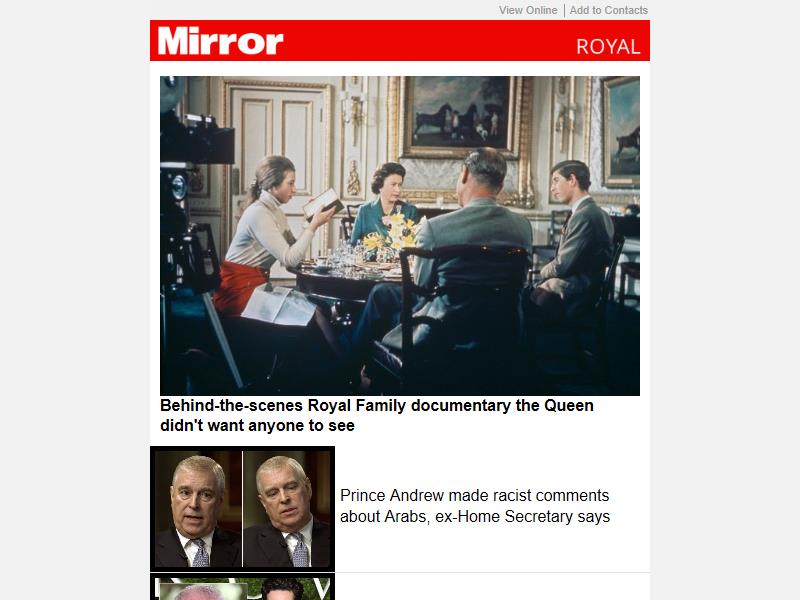 View Online | Add to Contacts
Mirror
ROYAL
Behind-the-scenes Royal Family documentary the Queen
didn't want anyone to see
Prince Andrew made racist comments
about Arabs, ex-Home Secretary says